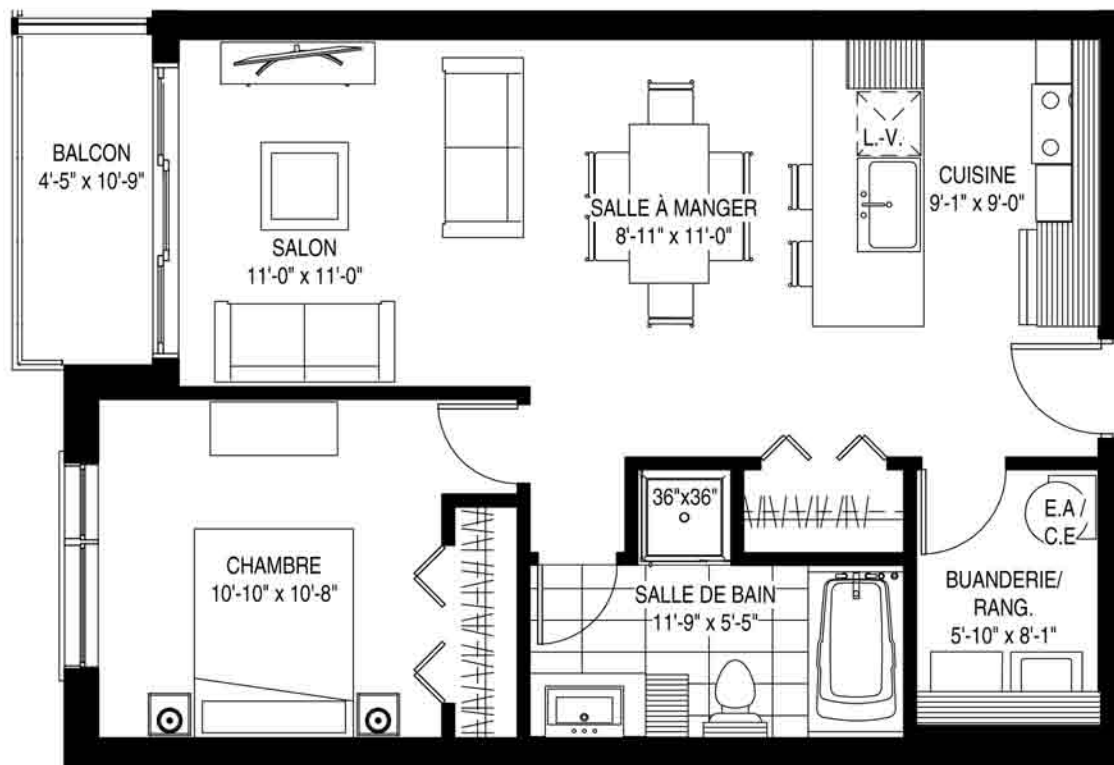 BALCON
4'-5" x 10'-9"
SALON
11'-0" x 11'-0"
SALLE À MANGER
8'-11" x 11'-0"
L.-V.
CUISINE
9'-1" x 9'-0"
CHAMBRE
10'-10" x 10'-8"
36"x36"
SALLE DE BAIN
11'-9" x 5'-5"
E.A /
C.E
BUANDERIE/
RANG.
5'-10" x 8'-1"